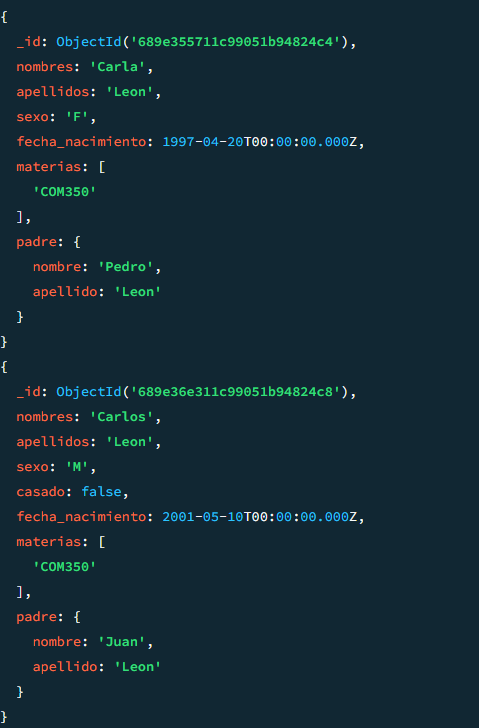 {
  _id: ObjectId('689e355711c99051b94824c4'),
  nombres: 'Carla',
  apellidos: 'Leon',
  sexo: 'F',
  fecha_nacimiento: 1997-04-20T00:00:00.000Z,
  materias: [
    'COM350'
  ],
  padre: {
    nombre: 'Pedro',
    apellido: 'Leon'
  }
}
{
  _id: ObjectId('689e36e311c99051b94824c8'),
  nombres: 'Carlos',
  apellidos: 'Leon',
  sexo: 'M',
  casado: false,
  fecha_nacimiento: 2001-05-10T00:00:00.000Z,
  materias: [
    'COM350'
  ],
  padre: {
    nombre: 'Juan',
    apellido: 'Leon'
  }
}